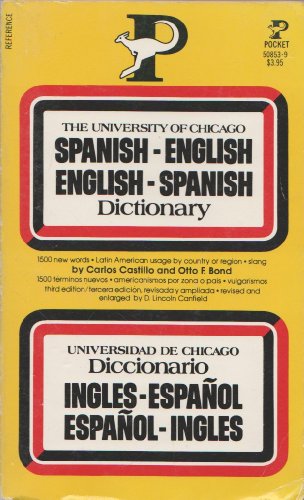 REFERENCE
P
P
POCKET
50853-9
$3.95
THE UNIVERSITY OF CHICAGO
SPANISH-ENGLISH
ENGLISH-SPANISH
Dictionary
1500 new words • Latin American usage by country or region • slang
by Carlos Castillo and Otto F. Bond
1500 términos nuevos • americanismos por zona o pais • vulgarismos
third edition/tercera edición, revisada y ampliada • revised and
enlarged by D. Lincoln Canfield
UNIVERSIDAD DE CHICAGO
Diccionario
INGLES-ESPAÑOL
ESPAÑOL-INGLES